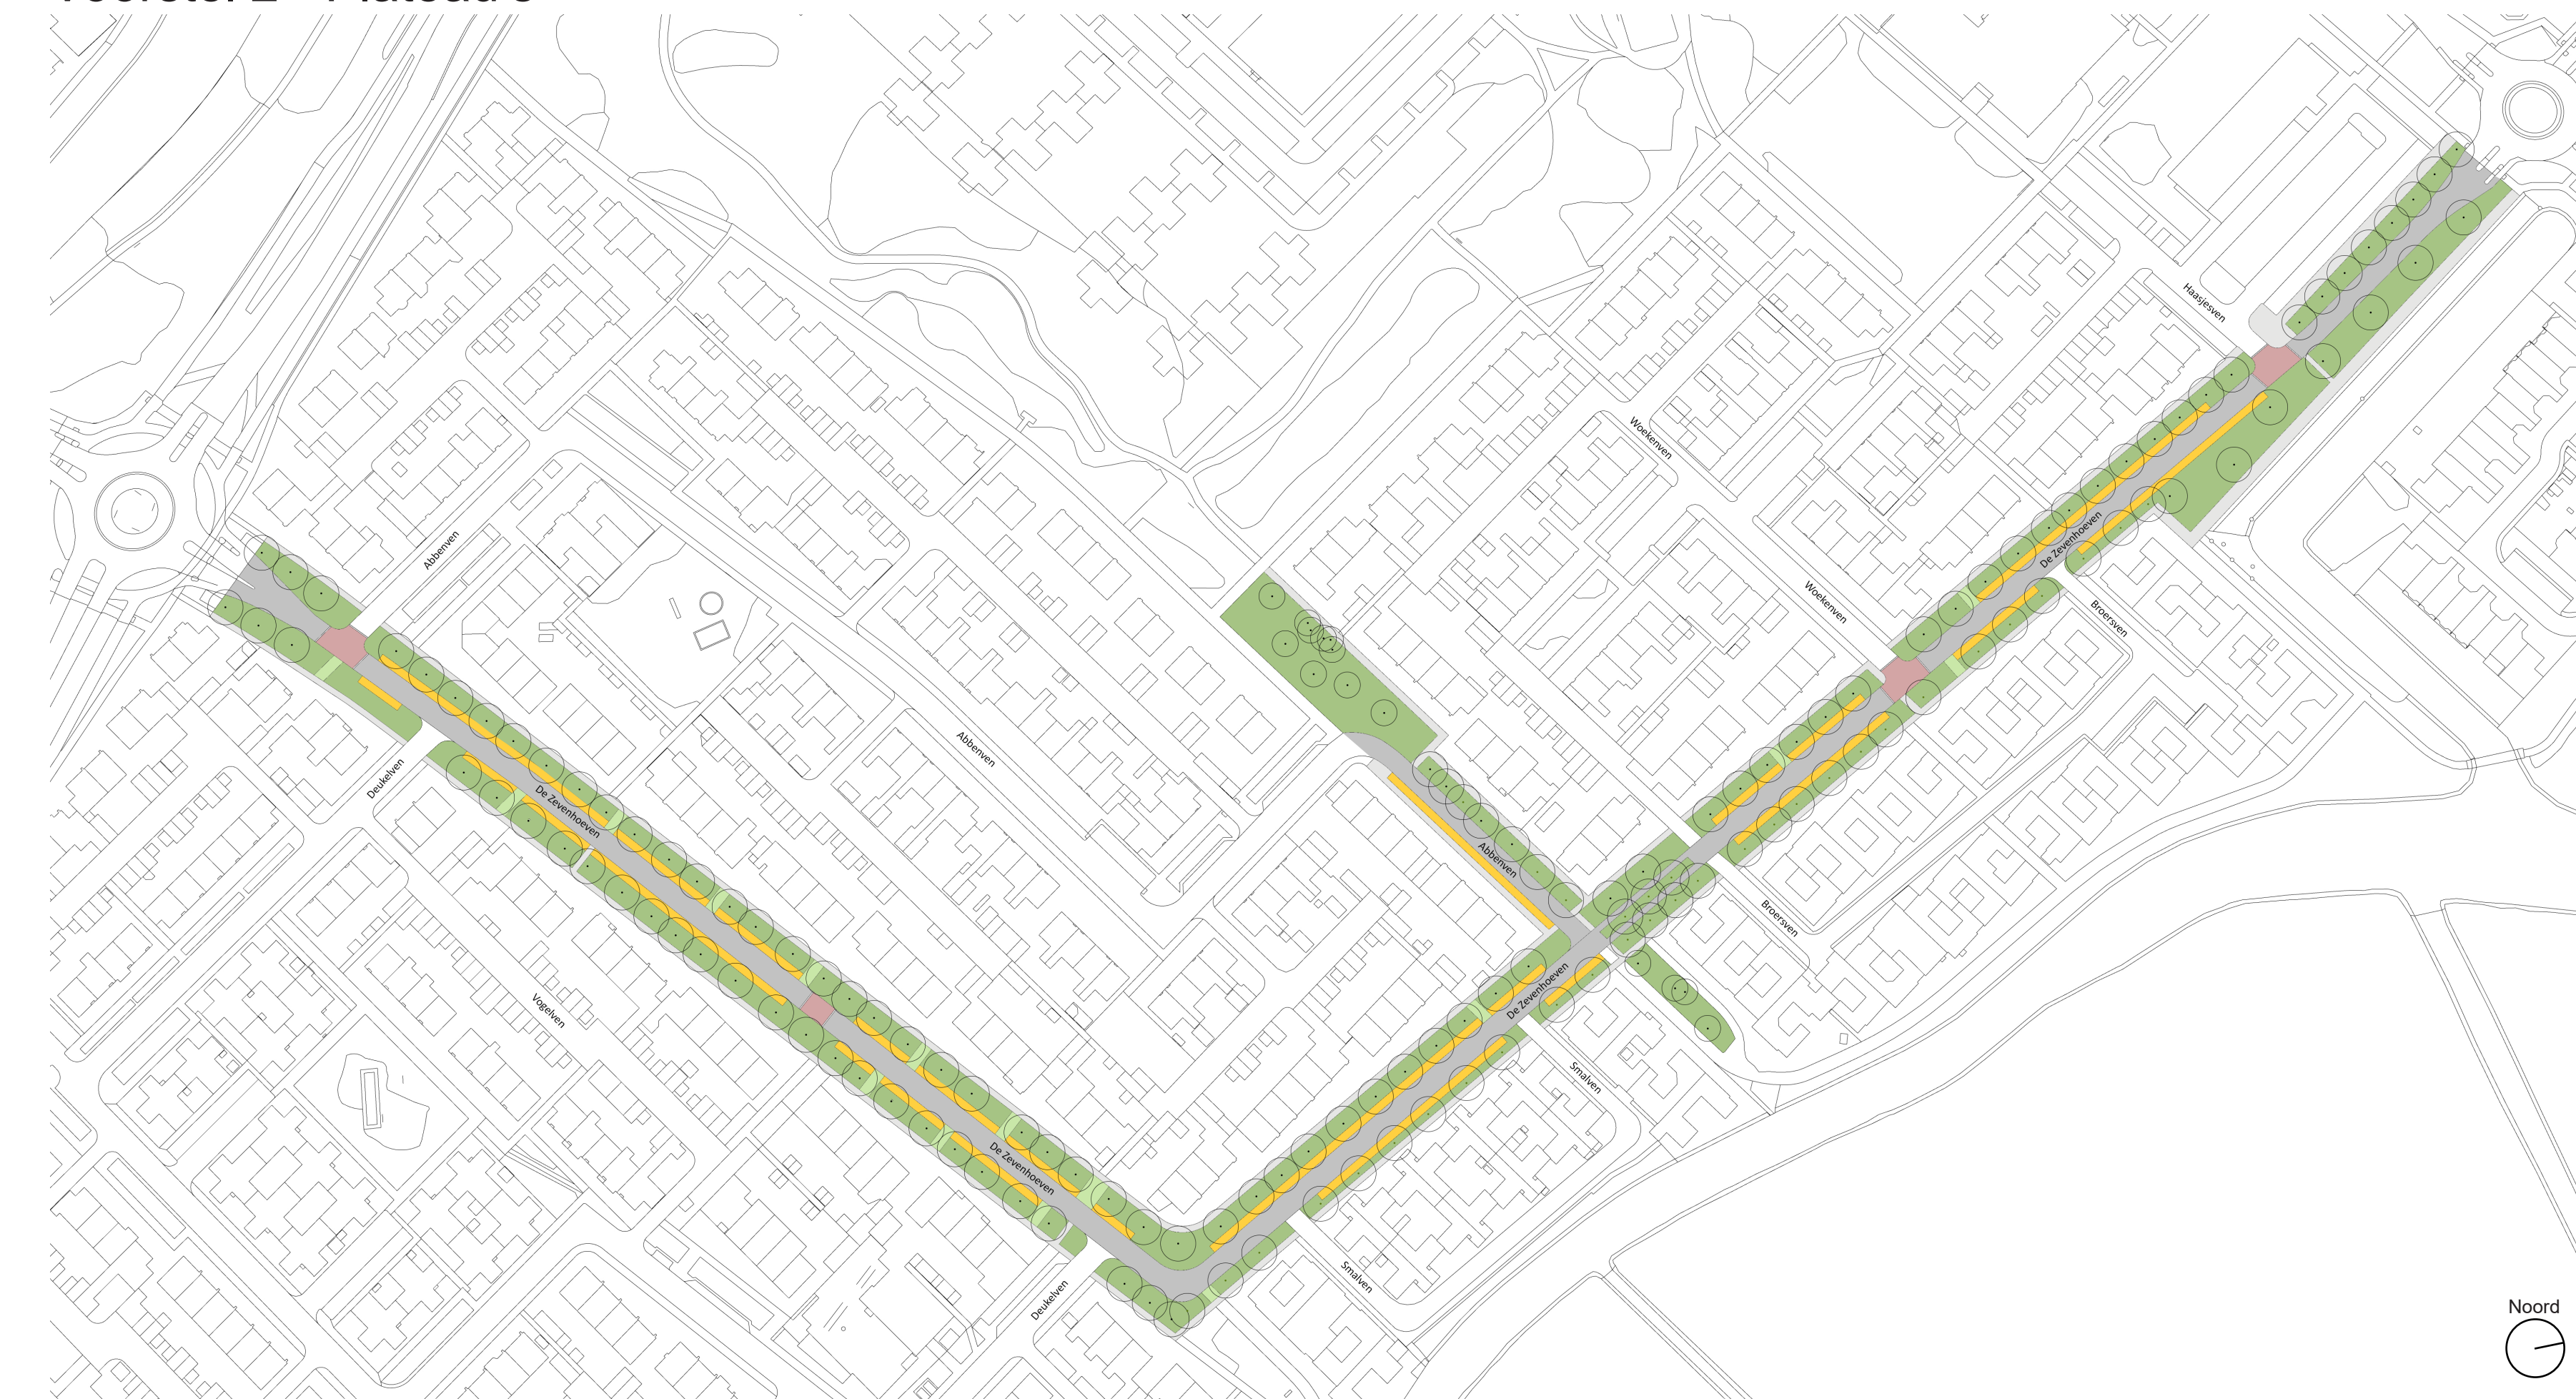 Haasjesven
Woekenven
De Zevenhoeven
Abbenven
Woekenven
Broersven
Abbenven
Deukelven
De Zevenhoeven
Abbenven
Broersven
De Zevenhoeven
Vogelven
Smalven
De Zevenhoeven
Smalven
Deukelven
Noord